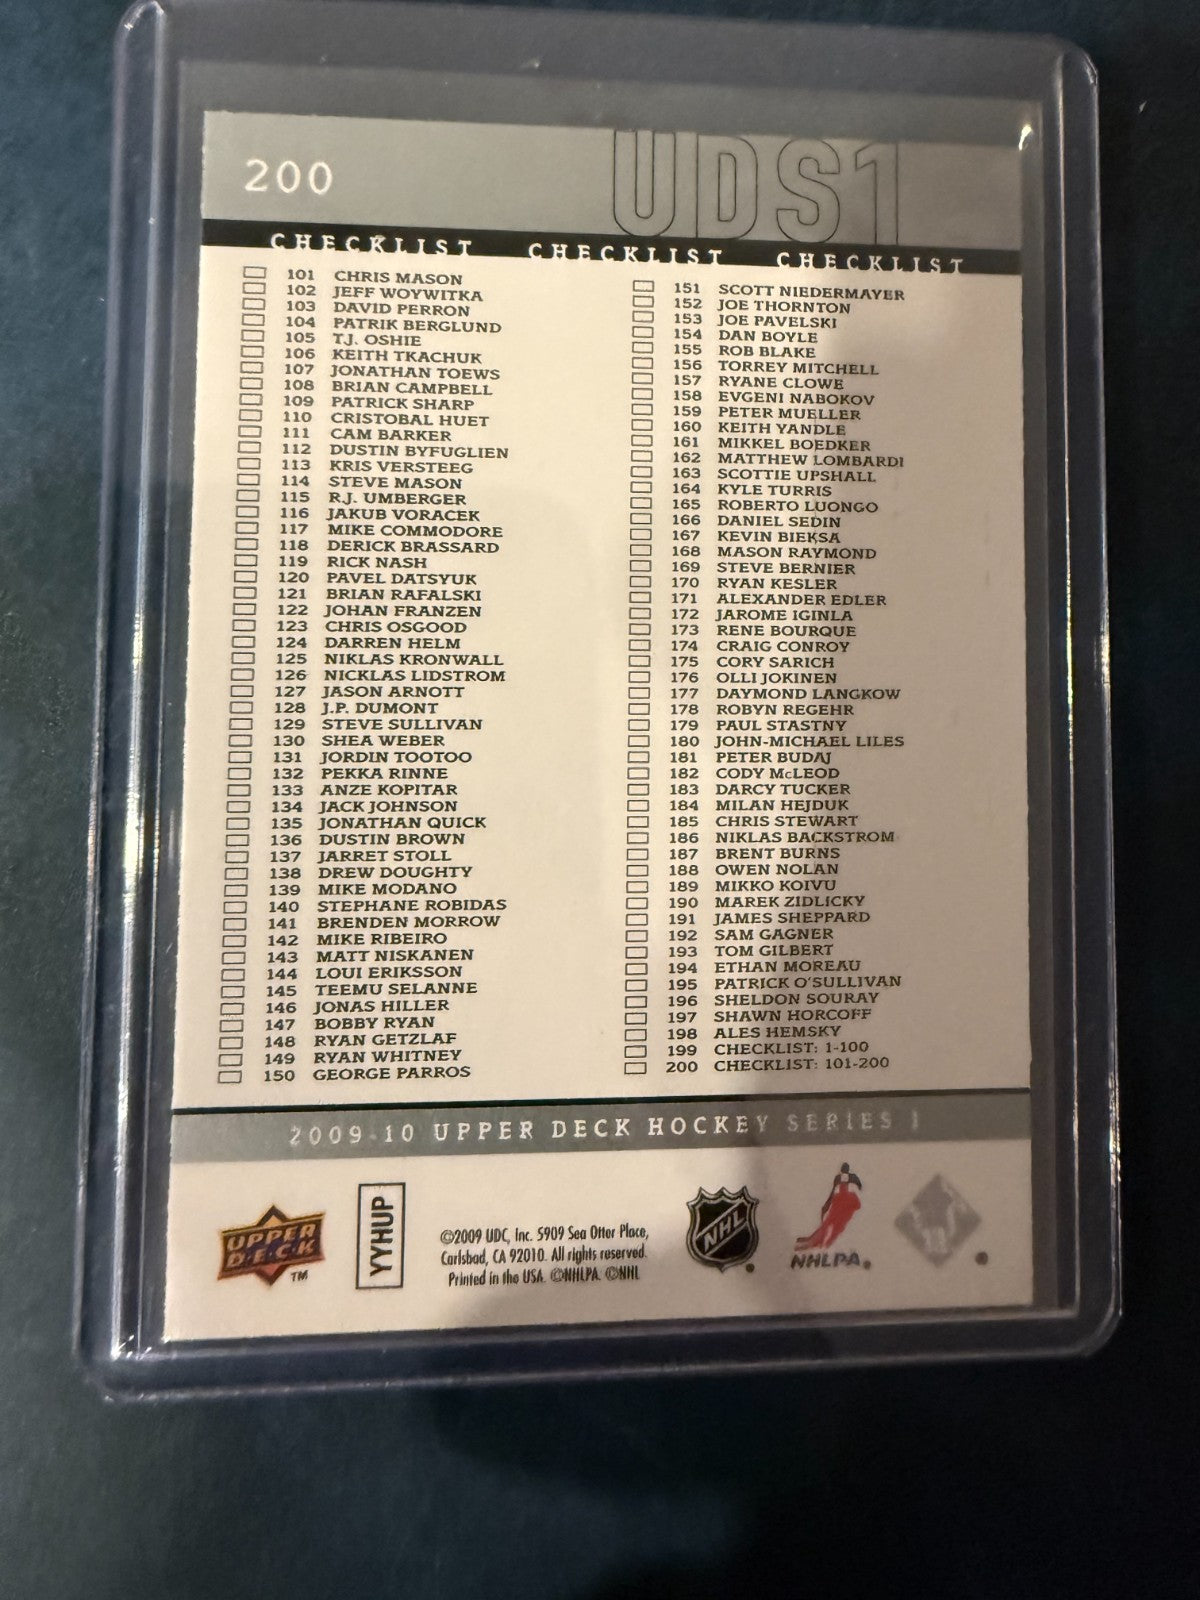 200
UDS1
CHECKLIST CHECKLIST CHECKLIST
101 CHRIS MASON
102 JEFF WOYWITKA
103 DAVID PERRON
104 PATRIK BERGLUND
105 T.J. OSHIE
106 KEITH TKACHUK
107 JONATHAN TOEWS
108 BRIAN CAMPBELL
109 PATRICK SHARP
110 CRISTOBAL HUET
111 CAM BARKER
112 DUSTIN BYFUGLIEN
113 KRIS VERSTEEG
114 STEVE MASON
115 R.J. UMBERGER
116 JAKUB VORACEK
117 MIKE COMMODORE
118 DERICK BRASSARD
119 RICK NASH
120 PAVEL DATSYUK
121 BRIAN RAFALSKI
122 JOHAN FRANZEN
123 CHRIS OSGOOD
124 DARREN HELM
125 NIKLAS KRONWALL
126 NICKLAS LIDSTROM
127 JASON ARNOTT
128 J.P. DUMONT
129 STEVE SULLIVAN
130 SHEA WEBER
131 JORDIN TOOTOO
132 PEKKA RINNE
133 ANZE KOPITAR
134 JACK JOHNSON
135 JONATHAN QUICK
136 DUSTIN BROWN
137 JARRET STOLL
138 DREW DOUGHTY
139 MIKE MODANO
140 STEPHANE ROBIDAS
141 BRENDEN MORROW
142 MIKE RIBEIRO
143 MATT NISKANEN
144 LOUI ERIKSSON
145 TEEMU SELANNE
146 JONAS HILLER
147 BOBBY RYAN
148 RYAN GETZLAF
149 RYAN WHITNEY
150 GEORGE PARROS
151 SCOTT NIEDERMAYER
152 JOE THORNTON
153 JOE PAVELSKI
154 DAN BOYLE
155 ROB BLAKE
156 TORREY MITCHELL
157 RYANE CLOWE
158 EVGENI NABOKOV
159 PETER MUELLER
160 KEITH YANDLE
161 MIKKEL BOEDKER
162 MATTHEW LOMBARDI
163 SCOTTIE UPSHALL
164 KYLE TURRIS
165 ROBERTO LUONGO
166 DANIEL SEDIN
167 KEVIN BIEKSA
168 MASON RAYMOND
169 STEVE BERNIER
170 RYAN KESLER
171 ALEXANDER EDLER
172 JAROME IGINLA
173 RENE BOURQUE
174 CRAIG CONROY
175 CORY SARICH
176 OLLI JOKINEN
177 DAYMOND LANGKOW
178 ROBYN REGEHR
179 PAUL STASTNY
180 JOHN-MICHAEL LILES
181 PETER BUDAJ
182 CODY McLEOD
183 DARCY TUCKER
184 MILAN HEJDUK
185 CHRIS STEWART
186 NIKLAS BACKSTROM
187 BRENT BURNS
188 OWEN NOLAN
189 MIKKO KOIVU
190 MAREK ZIDLICKY
191 JAMES SHEPPARD
192 SAM GAGNER
193 TOM GILBERT
194 ETHAN MOREAU
195 PATRICK O'SULLIVAN
196 SHELDON SOURAY
197 SHAWN HORCOFF
198 ALES HEMSKY
199 CHECKLIST: 1-100
200 CHECKLIST: 101-200
2009-10 UPPER DECK HOCKEY SERIES 1
UPPER DECK TM
YYHUP
©2009 UDC, Inc. 5909 Sea Otter Place,
Carlsbad, CA 92010. All rights reserved.
Printed in the USA. ©NHLPA. ©NHL
NHL
NHLPA